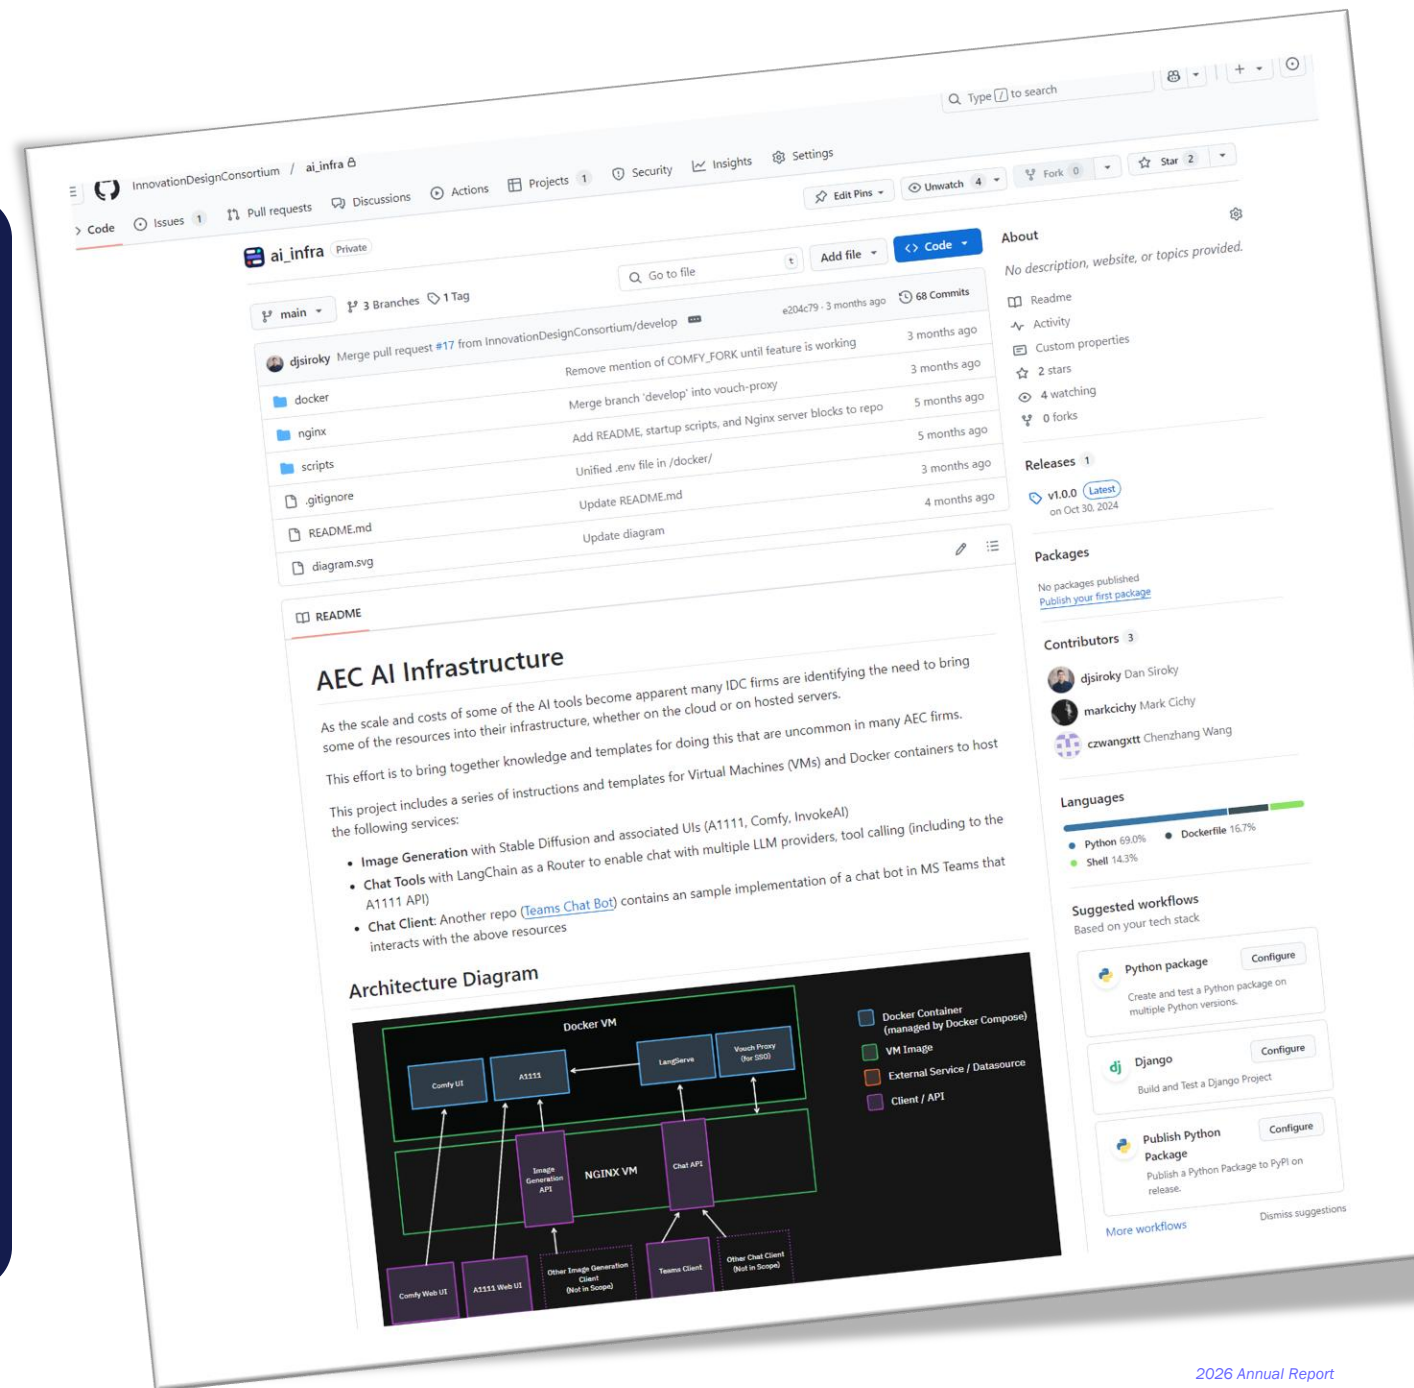 InnovationDesignConsortium / ai_infra
Type / to search
Code
Issues 1
Pull requests
Discussions
Actions
Projects 1
Security
Insights
Settings
ai_infra Private
Edit Pins
Unwatch 4
Fork 0
Star 2
main
3 Branches
1 Tag
Go to file
t
Add file
Code
djsiroky Merge pull request #17 from InnovationDesignConsortium/develop
e204c79 · 3 months ago
68 Commits
docker
Remove mention of COMFY_FORK until feature is working
3 months ago
nginx
Merge branch 'develop' into vouch-proxy
3 months ago
scripts
Add README, startup scripts, and Nginx server blocks to repo
5 months ago
.gitignore
Unified .env file in /docker/
5 months ago
README.md
Update README.md
3 months ago
diagram.svg
Update diagram
4 months ago
README
AEC AI Infrastructure
As the scale and costs of some of the AI tools become apparent many IDC firms are identifying the need to bring
some of the resources into their infrastructure, whether on the cloud or on hosted servers.
This effort is to bring together knowledge and templates for doing this that are uncommon in many AEC firms.
This project includes a series of instructions and templates for Virtual Machines (VMs) and Docker containers to host
the following services:
• Image Generation with Stable Diffusion and associated UIs (A1111, Comfy, InvokeAI)
• Chat Tools with LangChain as a Router to enable chat with multiple LLM providers, tool calling (including to the
A1111 API)
• Chat Client: Another repo (Teams Chat Bot) contains an sample implementation of a chat bot in MS Teams that
interacts with the above resources
Architecture Diagram
Docker VM
Comfy UI
A1111
LangServe
Vouch Proxy
(for SSO)
Image
Generation
API
NGINX VM
Chat API
Comfy Web UI
A1111 Web UI
Other Image Generation
Client
(Not in Scope)
Teams Client
Other Chat Client
(Not in Scope)
Docker Container
(managed by Docker Compose)
VM Image
External Service / Datasource
Client / API
About
No description, website, or topics provided.
Readme
Activity
Custom properties
2 stars
4 watching
0 forks
Releases 1
v1.0.0 Latest
on Oct 30, 2024
Packages
No packages published
Publish your first package
Contributors 3
djsiroky Dan Siroky
markcichy Mark Cichy
czwangxtt Chenzhang Wang
Languages
Python 69.0%
Dockerfile 16.7%
Shell 14.3%
Suggested workflows
Based on your tech stack
Python package
Configure
Create and test a Python package on
multiple Python versions.
dj
Django
Configure
Build and Test a Django Project
Publish Python
Package
Configure
Publish a Python Package to PyPI on
release.
More workflows
Dismiss suggestions
2026 Annual Report